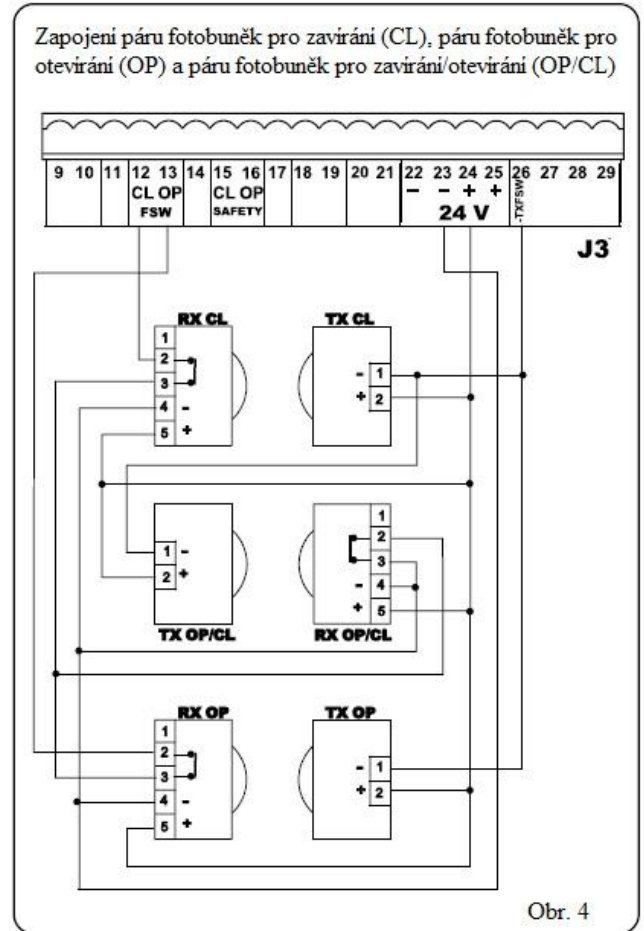 Zapojení páru fotobuněk pro zavírání (CL), páru fotobuněk pro
otevírání (OP) a páru fotobuněk pro zavírání/otevírání (OP/CL)
9 10 11 12 13 14 15 16 17 18 19 20 21 22 23 24 25 26 27 28 29
CL OP CL OP - - + + -TXFSW
FSW SAFETY 24 V
J3
RX CL TX CL
1
2
3
4 -
5 +
- 1
+ 2
1 -
2 +
1
2
3
- 4
+ 5
TX OP/CL RX OP/CL
RX OP TX OP
1
2
3
4 -
5 +
- 1
+ 2
Obr. 4